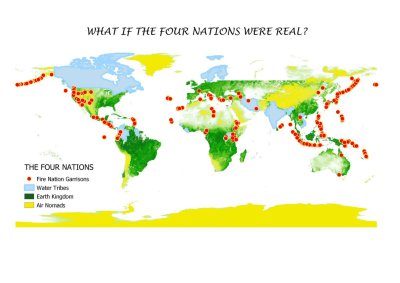 WHAT IF THE FOUR NATIONS WERE REAL?
THE FOUR NATIONS
Fire Nation Garrisons
Water Tribes
Earth Kingdom
Air Nomads